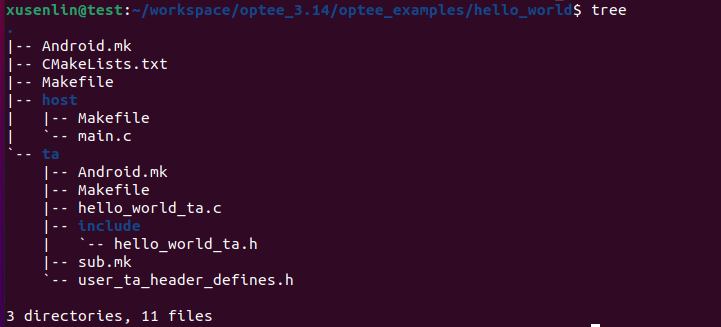 xusenlin@test:~/workspace/optee_3.14/optee_examples/hello_world$ tree
.
|-- Android.mk
|-- CMakeLists.txt
|-- Makefile
|-- host
|   |-- Makefile
|   `-- main.c
`-- ta
    |-- Android.mk
    |-- Makefile
    |-- hello_world_ta.c
    |-- include
    |   `-- hello_world_ta.h
    |-- sub.mk
    `-- user_ta_header_defines.h

3 directories, 11 files